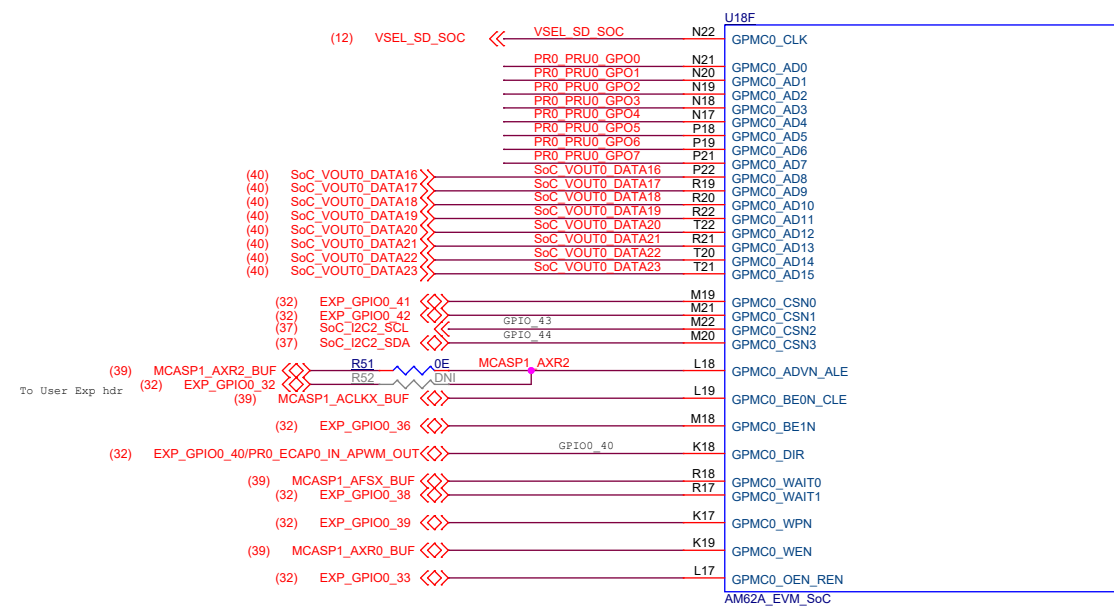 U18F
(12) VSEL_SD_SOC VSEL_SD_SOC N22 GPMC0_CLK
PR0_PRU0_GPO0 N21 GPMC0_AD0
PR0_PRU0_GPO1 N20 GPMC0_AD1
PR0_PRU0_GPO2 N19 GPMC0_AD2
PR0_PRU0_GPO3 N18 GPMC0_AD3
PR0_PRU0_GPO4 N17 GPMC0_AD4
PR0_PRU0_GPO5 P18 GPMC0_AD5
PR0_PRU0_GPO6 P19 GPMC0_AD6
PR0_PRU0_GPO7 P21 GPMC0_AD7
(40) SoC_VOUT0_DATA16 SoC_VOUT0_DATA16 P22 GPMC0_AD8
(40) SoC_VOUT0_DATA17 SoC_VOUT0_DATA17 R19 GPMC0_AD9
(40) SoC_VOUT0_DATA18 SoC_VOUT0_DATA18 R20 GPMC0_AD10
(40) SoC_VOUT0_DATA19 SoC_VOUT0_DATA19 R22 GPMC0_AD11
(40) SoC_VOUT0_DATA20 SoC_VOUT0_DATA20 T22 GPMC0_AD12
(40) SoC_VOUT0_DATA21 SoC_VOUT0_DATA21 R21 GPMC0_AD13
(40) SoC_VOUT0_DATA22 SoC_VOUT0_DATA22 T20 GPMC0_AD14
(40) SoC_VOUT0_DATA23 SoC_VOUT0_DATA23 T21 GPMC0_AD15
(32) EXP_GPIO0_41 M19 GPMC0_CSN0
(32) EXP_GPIO0_42 M21 GPMC0_CSN1
(37) SoC_I2C2_SCL GPIO_43 M22 GPMC0_CSN2
(37) SoC_I2C2_SDA GPIO_44 M20 GPMC0_CSN3
(39) MCASP1_AXR2_BUF R51 0E MCASP1_AXR2 L18 GPMC0_ADVN_ALE
To User Exp hdr (32) EXP_GPIO0_32 R52 DNI
(39) MCASP1_ACLKX_BUF L19 GPMC0_BE0N_CLE
(32) EXP_GPIO0_36 M18 GPMC0_BE1N
(32) EXP_GPIO0_40/PR0_ECAP0_IN_APWM_OUT GPIO0_40 K18 GPMC0_DIR
(39) MCASP1_AFSX_BUF R18 GPMC0_WAIT0
(32) EXP_GPIO0_38 R17 GPMC0_WAIT1
(32) EXP_GPIO0_39 K17 GPMC0_WPN
(39) MCASP1_AXR0_BUF K19 GPMC0_WEN
(32) EXP_GPIO0_33 L17 GPMC0_OEN_REN
AM62A_EVM_SoC